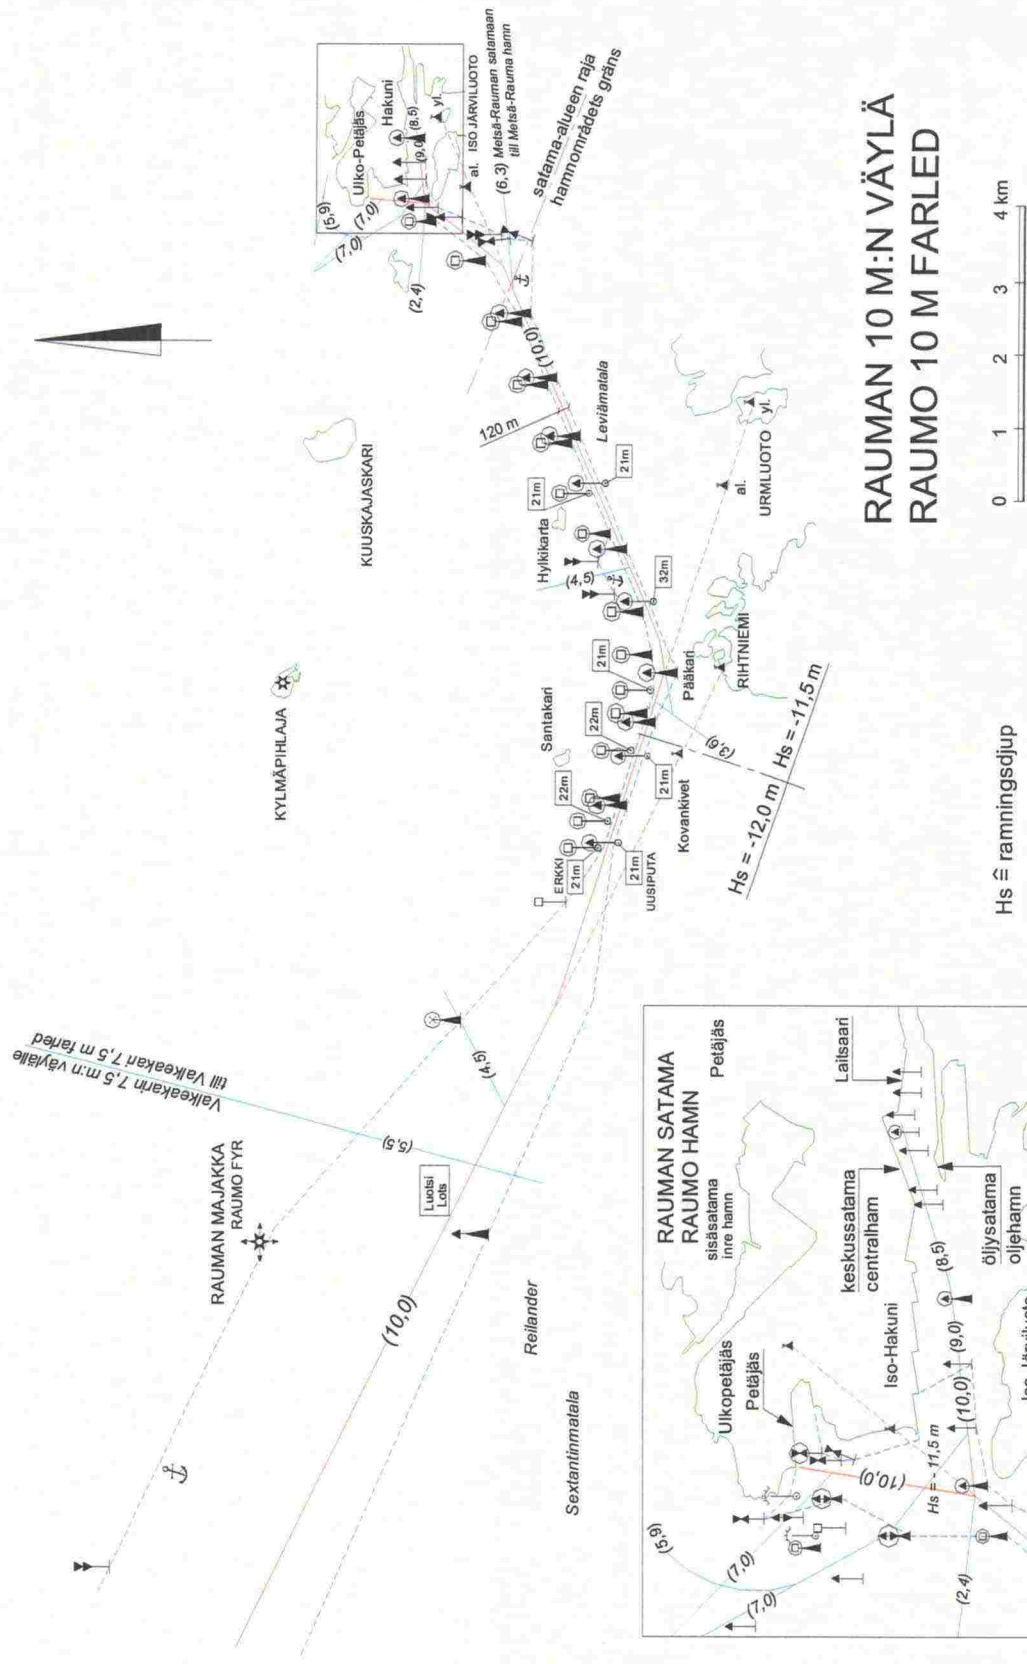 RAUMAN 10 M:N VÄYLÄ
RAUMO 10 M FARLED
0 1 2 3 4 km
Hs ≙ ramningsdjup
Valkeakarin 7,5 m:n väylälle
till Valkeakari 7,5 m farled
(5,5)
RAUMAN MAJAKKA
RAUMO FYR
Luotsi
Lots
(10,0)
Reilander
Sextantinmatala
(4,5)
KYLMÄPIHLAJA
KUUSKAJASKARI
ERKKI
21m
21m
UUSIPUTA
22m
Santakari
22m
21m
Kovankivet
21m
Pääkari
(3,6)
Hs = -12,0 m
Hs = -11,5 m
RIHTNIEMI
32m
(4,5)
Hylkikarta
21m
21m
Leviämatala
120 m
(10,0)
al.
URMLUOTO
yl.
satama-alueen raja
hamnområdets gräns
(6,3) Metsä-Rauman satamaan
till Metsä-Rauma hamn
al. ISO JÄRVILUOTO
yl.
(2,4)
(7,0)
(7,0)
(5,9)
Ulko-Petäjäs
Hakuni
(9,0)
(8,5)
RAUMAN SATAMA
RAUMO HAMN
sisäsatama
inre hamn
Petäjäs
Ulkopetäjäs
Petäjäs
Iso-Hakuni
keskussatama
centralhamn
Laitsaari
öljysatama
oljehamn
(5,9)
(7,0)
(7,0)
(2,4)
(10,0)
Hs = - 11,5 m
(10,0)
(9,0)
(8,5)